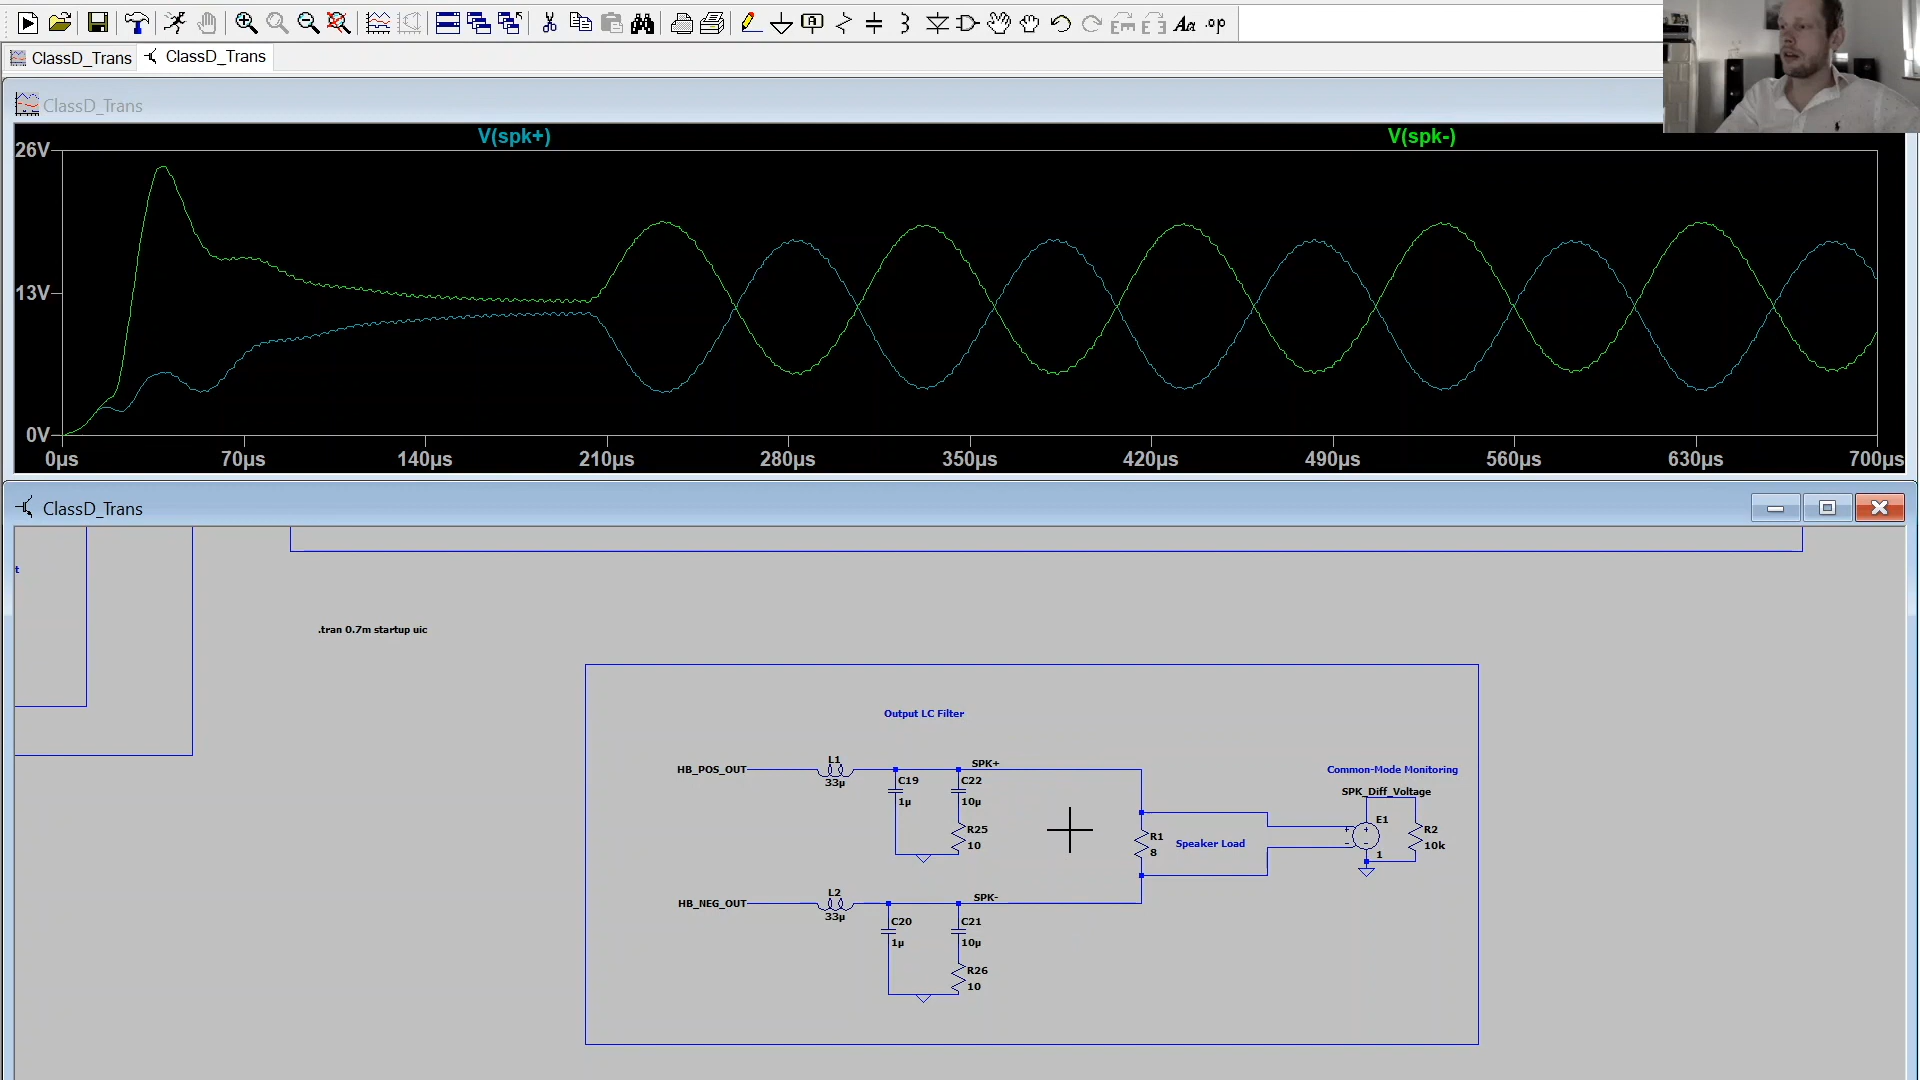 Aa .op
ClassD_Trans ClassD_Trans
ClassD_Trans
V(spk+) V(spk-)
26V
13V
0V
0µs 70µs 140µs 210µs 280µs 350µs 420µs 490µs 560µs 630µs 700µs
ClassD_Trans
t
.tran 0.7m startup uic
Output LC Filter
HB_POS_OUT
L1
33µ
C19
1µ
C22
10µ
R25
10
SPK+
R1
8
Speaker Load
Common-Mode Monitoring
SPK_Diff_Voltage
E1
1
R2
10k
HB_NEG_OUT
L2
33µ
C20
1µ
C21
10µ
R26
10
SPK-